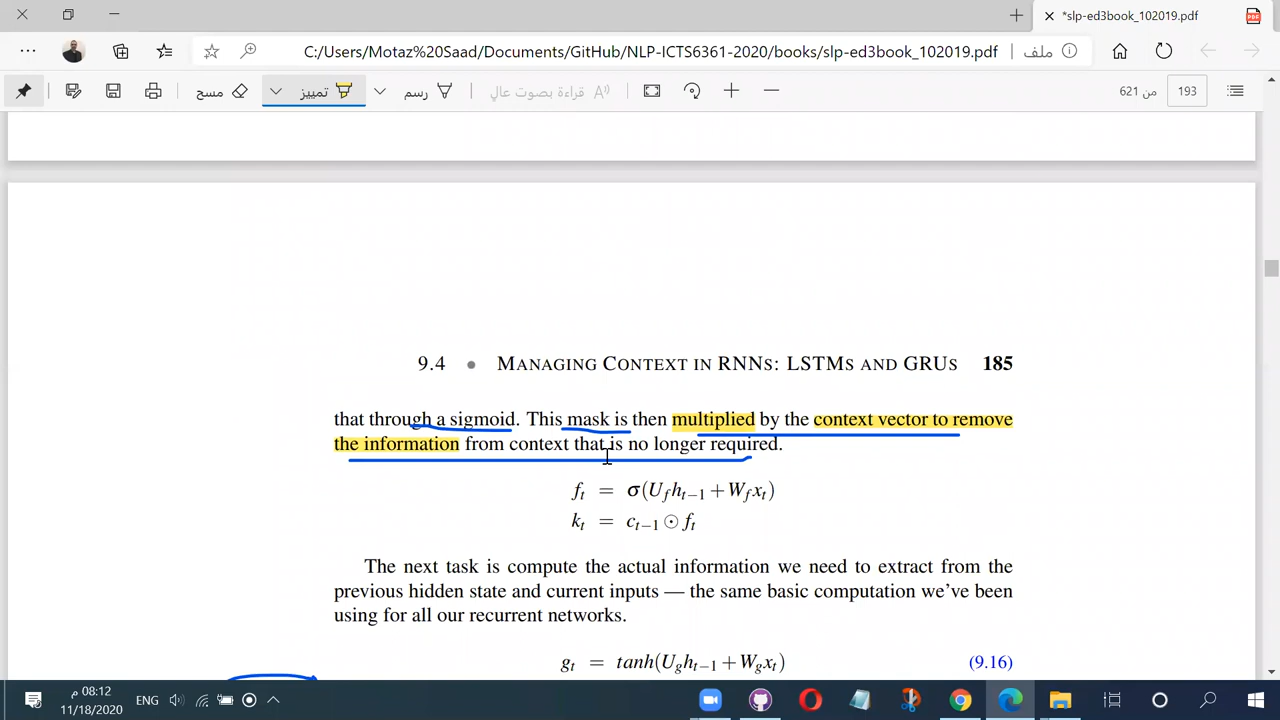 *slp-ed3book_102019.pdf
C:/Users/Motaz%20Saad/Documents/GitHub/NLP-ICTS6361-2020/books/slp-ed3book_102019.pdf | ملف
مسح تمييز رسم قراءة بصوت عالٍ 193 من 621
9.4 • MANAGING CONTEXT IN RNNS: LSTMS AND GRUS 185
that through a sigmoid. This mask is then multiplied by the context vector to remove
the information from context that is no longer required.
f_t = σ(U_f h_{t−1} + W_f x_t)
k_t = c_{t−1} ⊙ f_t
The next task is compute the actual information we need to extract from the
previous hidden state and current inputs — the same basic computation we've been
using for all our recurrent networks.
g_t = tanh(U_g h_{t−1} + W_g x_t) (9.16)
08:12 م
ENG
11/18/2020